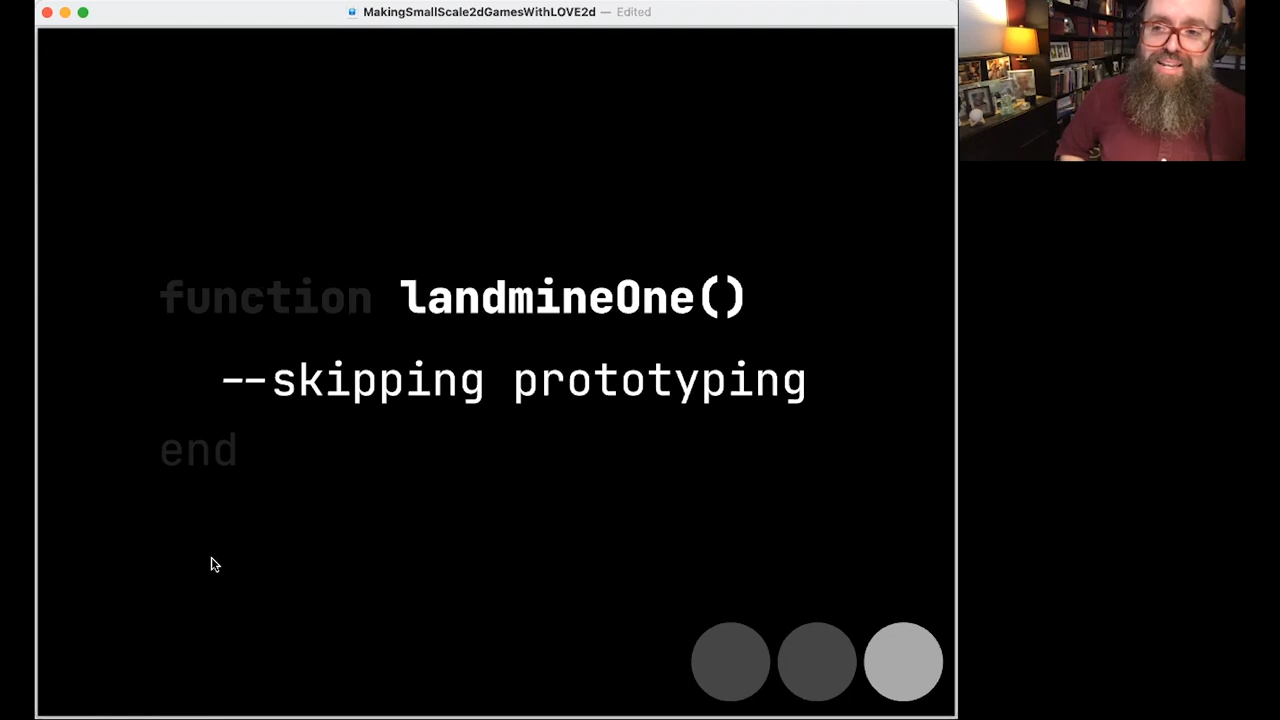 MakingSmallScale2dGamesWithLOVE2d — Edited
function landmineOne()
--skipping prototyping
end